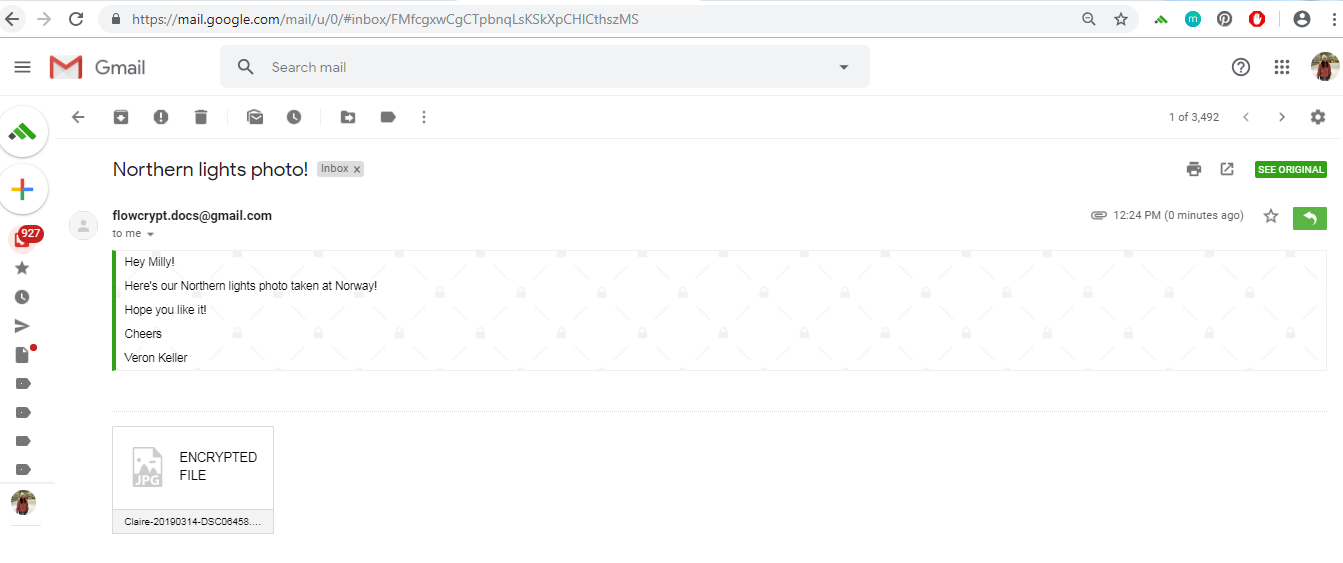 https://mail.google.com/mail/u/0/#inbox/FMfcgxwCgCTpbnqLsKSkXpCHlCthszMS
Gmail
Search mail
1 of 3,492
Northern lights photo!
Inbox x
SEE ORIGINAL
flowcrypt.docs@gmail.com
12:24 PM (0 minutes ago)
to me
927
Hey Milly!
Here's our Northern lights photo taken at Norway!
Hope you like it!
Cheers
Veron Keller
JPG
ENCRYPTED
FILE
Claire-20190314-DSC06458....